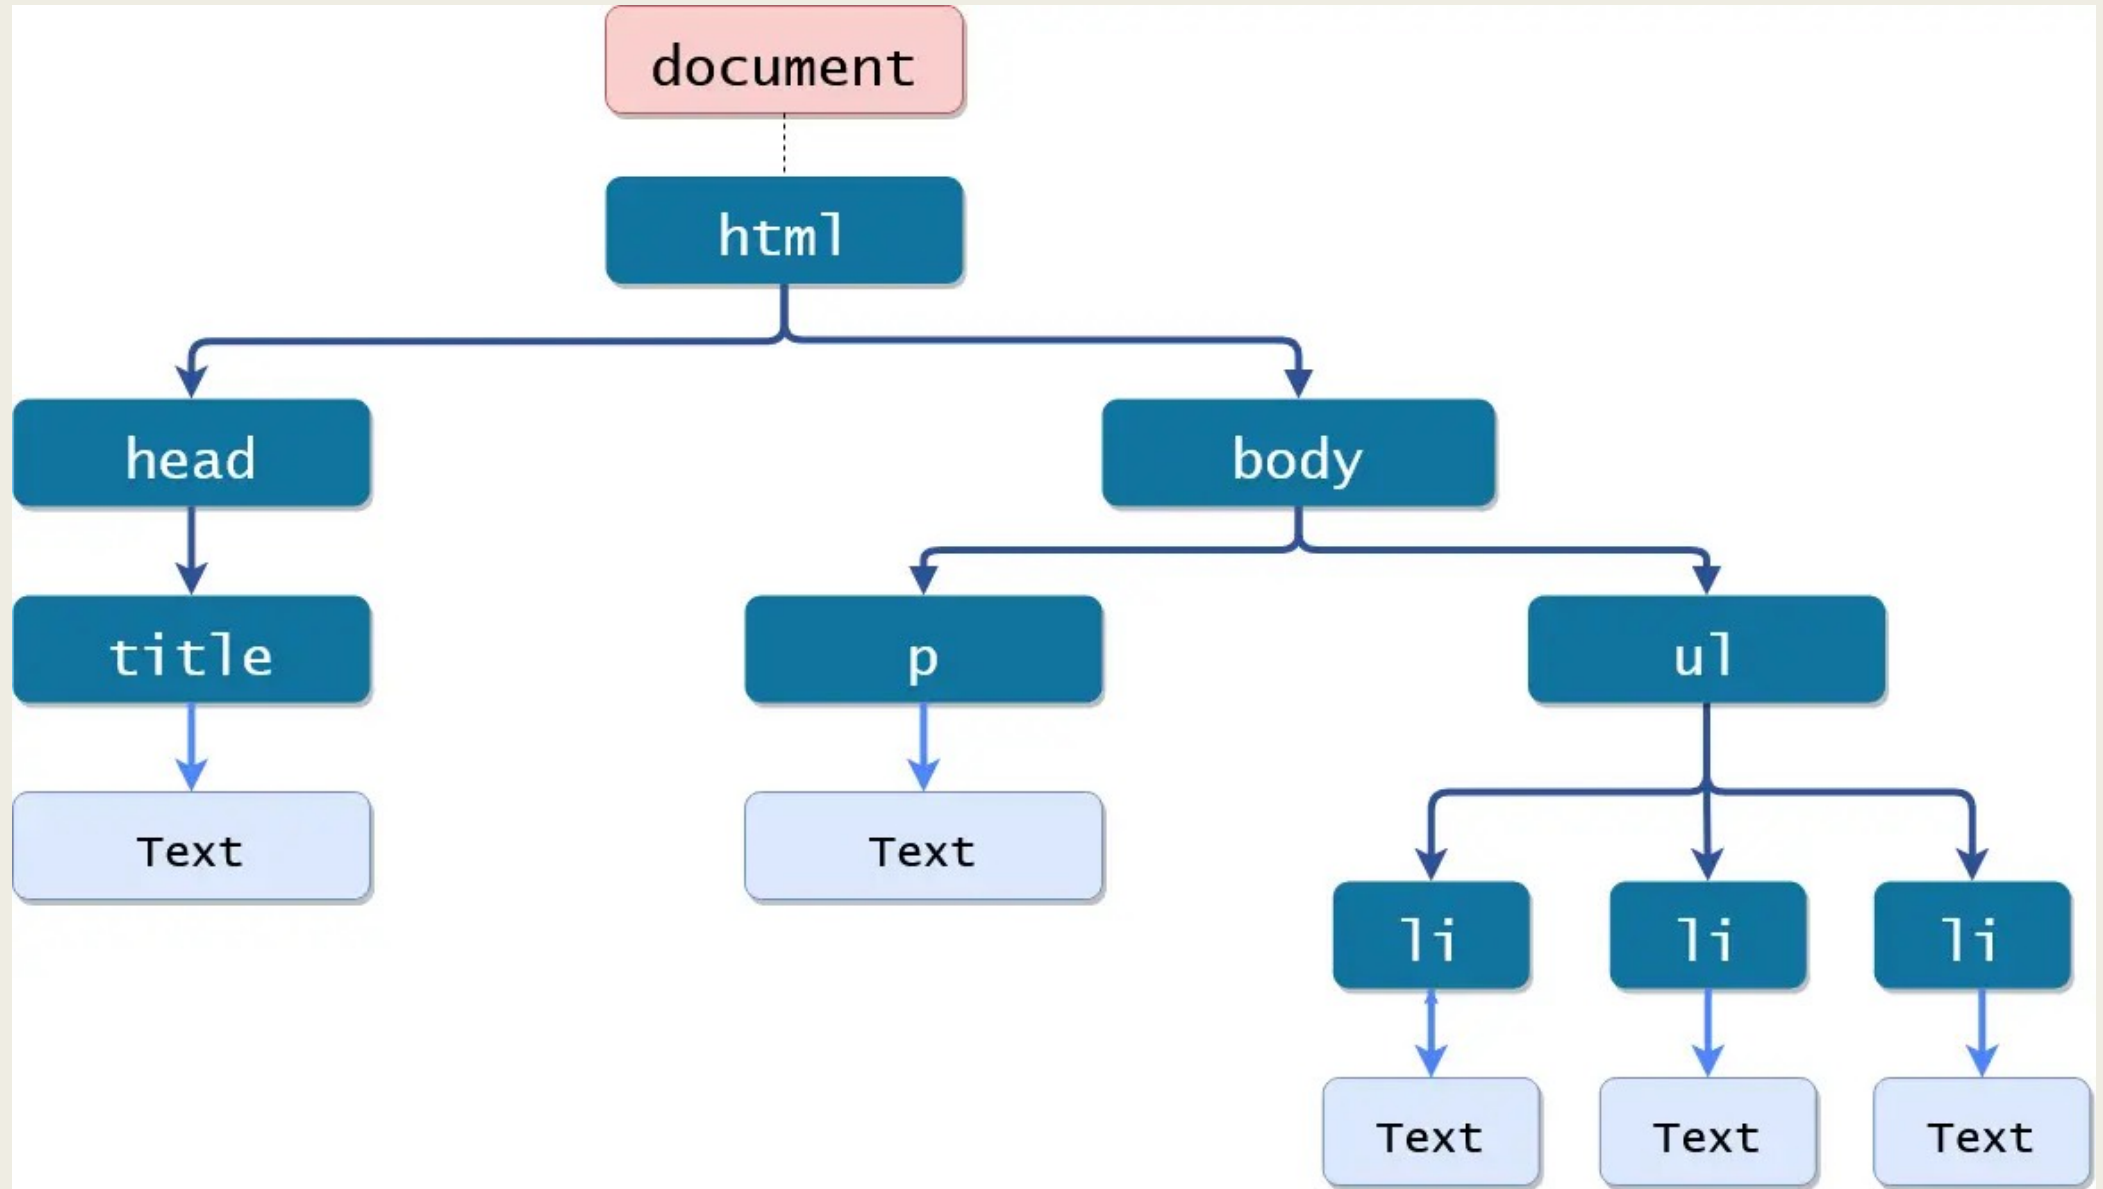 document
html
head
body
title
p
ul
Text
Text
li
li
li
Text
Text
Text